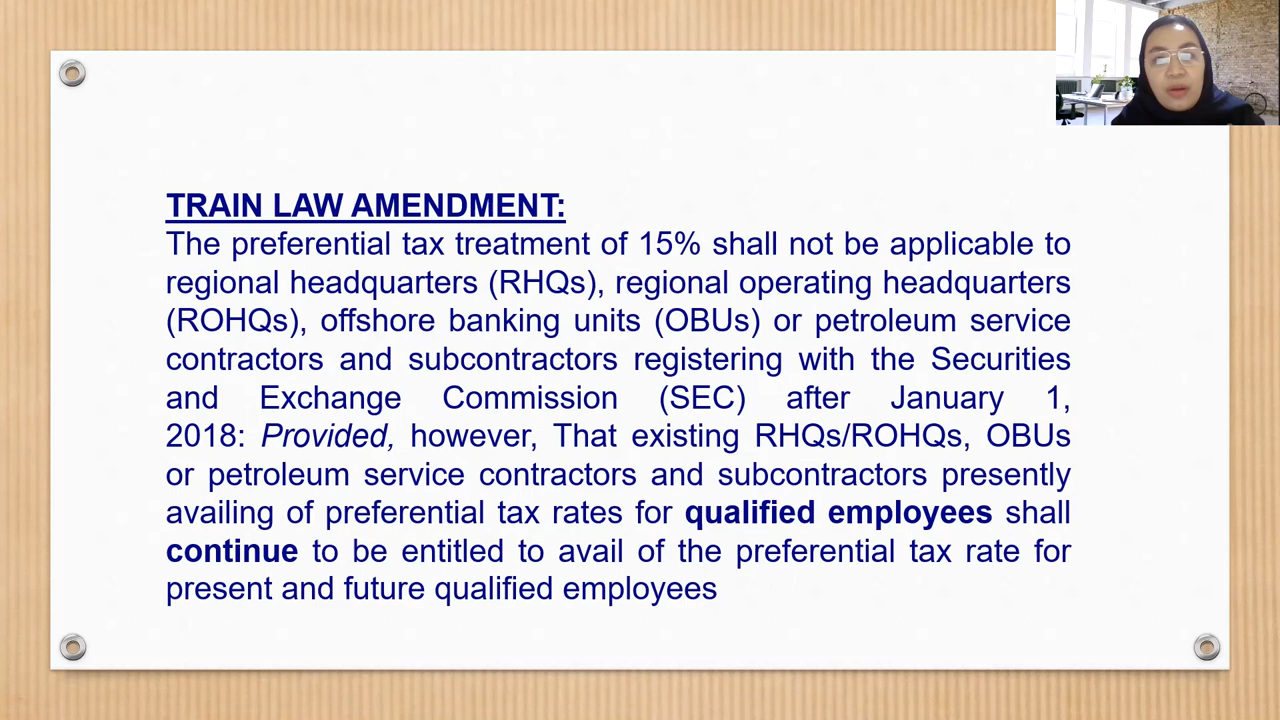 TRAIN LAW AMENDMENT:
The preferential tax treatment of 15% shall not be applicable to
regional headquarters (RHQs), regional operating headquarters
(ROHQs), offshore banking units (OBUs) or petroleum service
contractors and subcontractors registering with the Securities
and Exchange Commission (SEC) after January 1,
2018: Provided, however, That existing RHQs/ROHQs, OBUs
or petroleum service contractors and subcontractors presently
availing of preferential tax rates for qualified employees shall
continue to be entitled to avail of the preferential tax rate for
present and future qualified employees